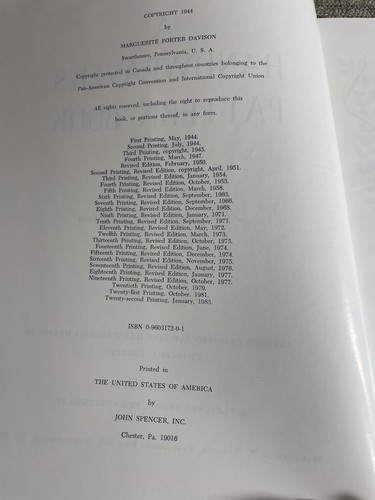 COPYRIGHT 1944
by
MARGUERITE PORTER DAVISON
Swarthmore, Pennsylvania, U. S. A.
Copyright protected in Canada and throughout countries belonging to the
Pan-American Copyright Convention and International Copyright Union
All rights reserved, including the right to reproduce this
book, or portions thereof, in any form.
First Printing, May, 1944.
Second Printing, July, 1944.
Third Printing, copyright, 1945.
Fourth Printing, March, 1947.
Revised Edition, February, 1950.
Second Printing, Revised Edition, copyright, April, 1951.
Third Printing, Revised Edition, January, 1954.
Fourth Printing, Revised Edition, October, 1955.
Fifth Printing, Revised Edition, March, 1958.
Sixth Printing, Revised Edition, September, 1963.
Seventh Printing, Revised Edition, September, 1966.
Eighth Printing, Revised Edition, December, 1968.
Ninth Printing, Revised Edition, January, 1971.
Tenth Printing, Revised Edition, September, 1971.
Eleventh Printing, Revised Edition, May, 1972.
Twelfth Printing, Revised Edition, March, 1973.
Thirteenth Printing, Revised Edition, October, 1973.
Fourteenth Printing, Revised Edition, June, 1974.
Fifteenth Printing, Revised Edition, December, 1974.
Sixteenth Printing, Revised Edition, November, 1975.
Seventeenth Printing, Revised Edition, August, 1976.
Eighteenth Printing, Revised Edition, January, 1977.
Nineteenth Printing, Revised Edition, October, 1977.
Twentieth Printing, October, 1979.
Twenty-first Printing, October, 1981.
Twenty-second Printing, January, 1983.
ISBN 0-9603172-0-1
Printed in
THE UNITED STATES OF AMERICA
by
JOHN SPENCER, INC.
Chester, Pa. 19016